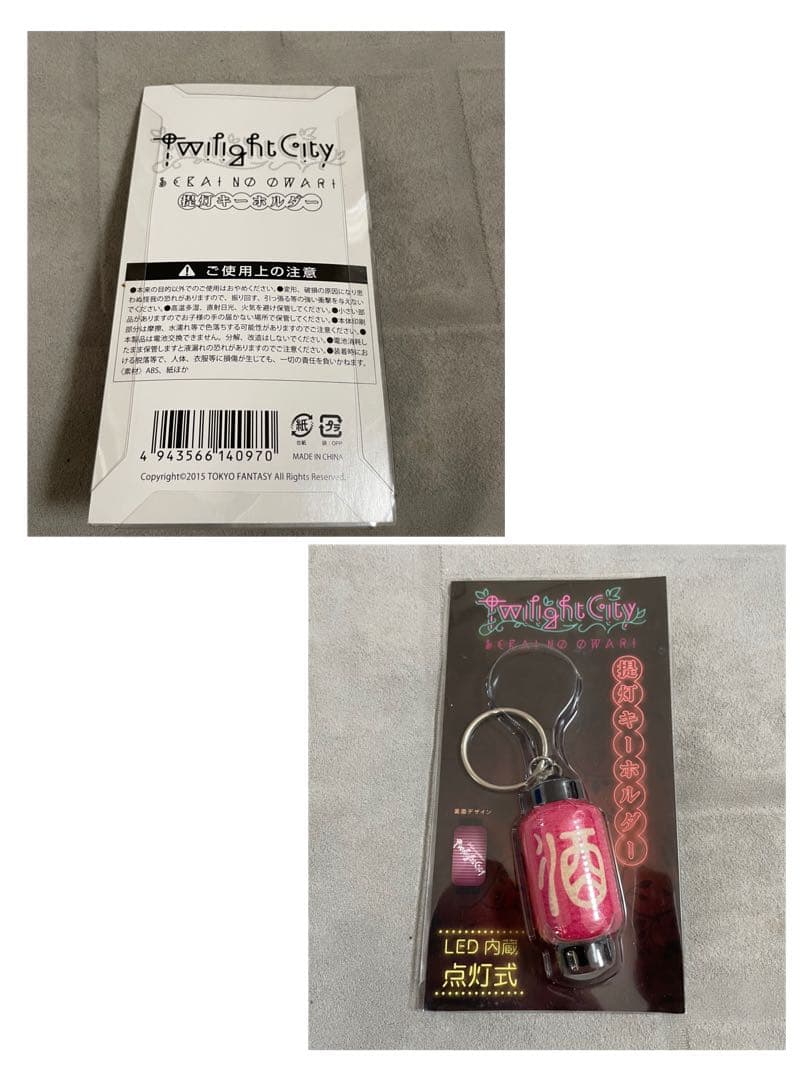 Twilight City
SEKAI NO OWARI
提灯キーホルダー
ご使用上の注意
●本来の目的以外でのご使用はおやめください。●変形、破損の原因になり思
わぬ怪我の恐れがありますので、振り回す、引っ張る等の強い衝撃を与えない
でください。●高温多湿、直射日光、火気を避け保管してください。●小さい部
品がありますのでお子様の手の届かない場所で保管してください。●本体印刷
部分は摩擦、水濡れ等で色落ちする可能性がありますのでご注意ください。●
本製品は電池交換できません。分解、改造はしないでください。●電池消耗し
たまま保管しますと液漏れの恐れがありますのでご注意ください。●装着時にお
ける脱落等で、人体、衣服等に損傷が生じても、一切の責任を負いかねます。
〈素材〉ABS、紙ほか
紙 プラ
台紙 袋：OPP
4 943566 140970
MADE IN CHINA
Copyright©2015 TOKYO FANTASY All Rights Reserved.
Twilight City
SEKAI NO OWARI
提灯キーホルダー
裏面デザイン
酒
LED 内蔵
点灯式